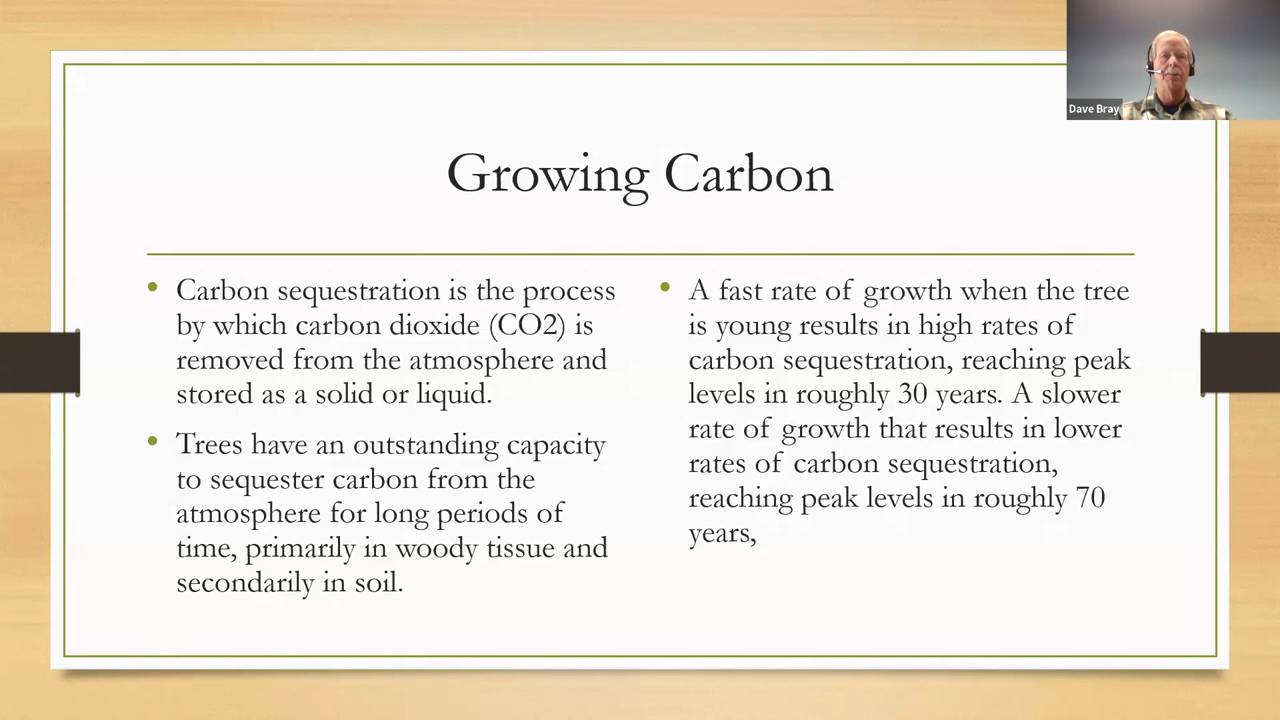 Dave Bray
Growing Carbon
• Carbon sequestration is the process
by which carbon dioxide (CO2) is
removed from the atmosphere and
stored as a solid or liquid.
• Trees have an outstanding capacity
to sequester carbon from the
atmosphere for long periods of
time, primarily in woody tissue and
secondarily in soil.
• A fast rate of growth when the tree
is young results in high rates of
carbon sequestration, reaching peak
levels in roughly 30 years. A slower
rate of growth that results in lower
rates of carbon sequestration,
reaching peak levels in roughly 70
years,